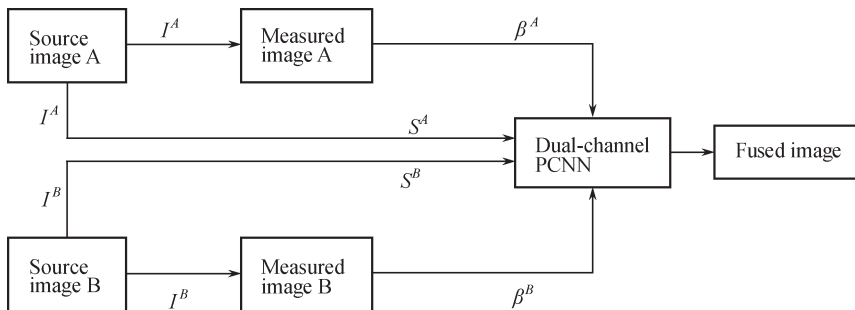 Source
image A
I^A
Measured
image A
β^A
I^A
S^A
Dual-channel
PCNN
Fused image
S^B
I^B
Source
image B
I^B
Measured
image B
β^B